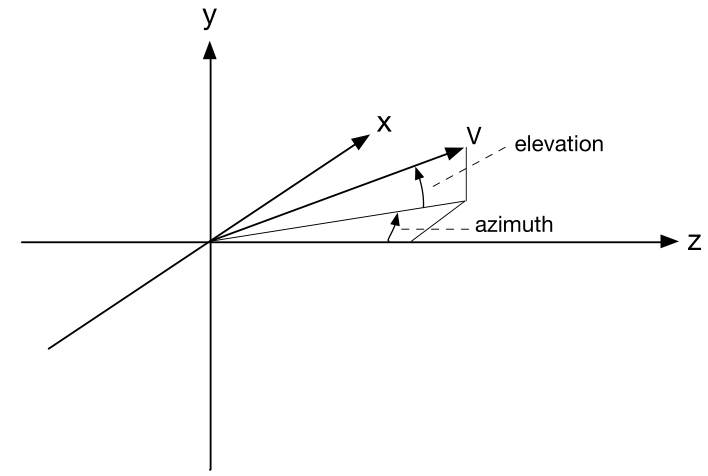 y
x
V
elevation
azimuth
z